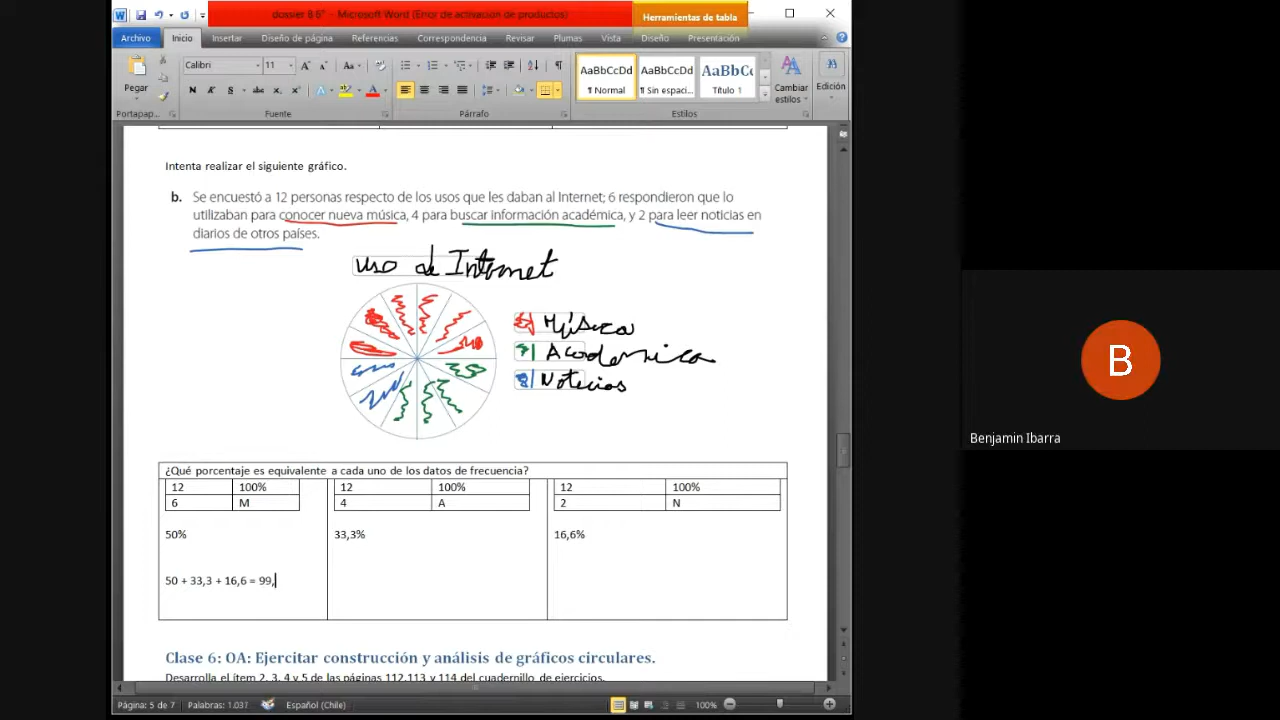 dossier 8 6° - Microsoft Word (Error de activación de productos)
Herramientas de tabla
Archivo Inicio Insertar Diseño de página Referencias Correspondencia Revisar Plumas Vista Diseño Presentación
Calibri 11
AaBbCcDd AaBbCcDd AaBbCc
Pegar
N K S abc x₂ x²
¶ Normal ¶ Sin espaci... Título 1
Cambiar estilos
Edición
Portapap... Fuente Párrafo Estilos
Intenta realizar el siguiente gráfico.
b. Se encuestó a 12 personas respecto de los usos que les daban al Internet; 6 respondieron que lo
utilizaban para conocer nueva música, 4 para buscar información académica, y 2 para leer noticias en
diarios de otros países.
uso de Internet
Música
Academica
Noticias
¿Qué porcentaje es equivalente a cada uno de los datos de frecuencia?
12 100% 12 100% 12 100%
6 M 4 A 2 N
50% 33,3% 16,6%
50 + 33,3 + 16,6 = 99,
Clase 6: OA: Ejercitar construcción y análisis de gráficos circulares.
Desarrolla el ítem 2, 3, 4 y 5 de las páginas 112,113 y 114 del cuadernillo de ejercicios.
Página: 5 de 7 Palabras: 1.031 Español (Chile) 100%
B
Benjamin Ibarra